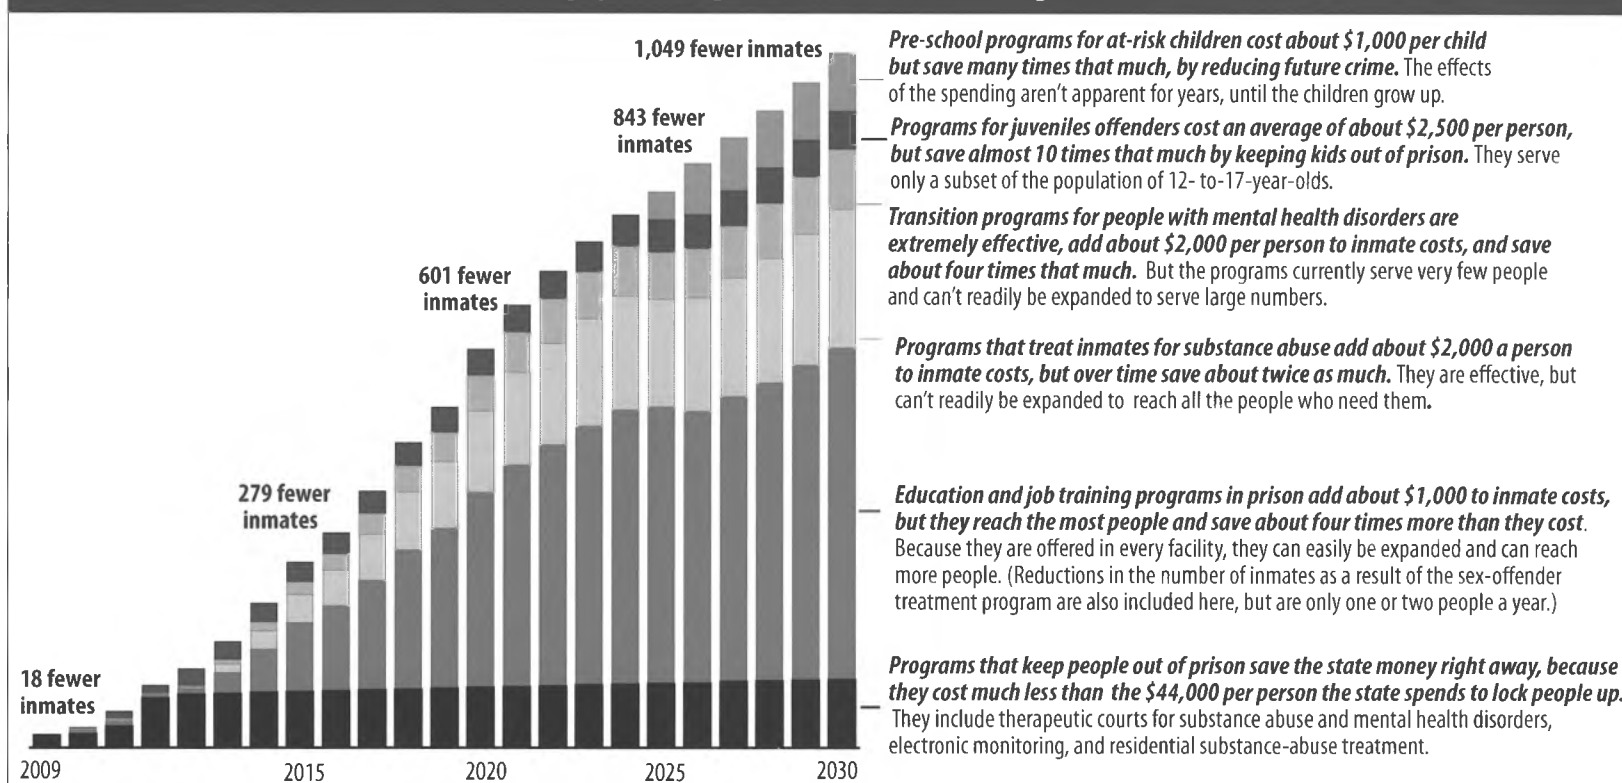 1,049 fewer inmates
843 fewer
inmates
601 fewer
inmates
279 fewer
inmates
18 fewer
inmates
2009
2015
2020
2025
2030
Pre-school programs for at-risk children cost about $1,000 per child
but save many times that much, by reducing future crime. The effects
of the spending aren't apparent for years, until the children grow up.
Programs for juveniles offenders cost an average of about $2,500 per person,
but save almost 10 times that much by keeping kids out of prison. They serve
only a subset of the population of 12- to-17-year-olds.
Transition programs for people with mental health disorders are
extremely effective, add about $2,000 per person to inmate costs, and save
about four times that much. But the programs currently serve very few people
and can't readily be expanded to serve large numbers.
Programs that treat inmates for substance abuse add about $2,000 a person
to inmate costs, but over time save about twice as much. They are effective, but
can't readily be expanded to reach all the people who need them.
Education and job training programs in prison add about $1,000 to inmate costs,
but they reach the most people and save about four times more than they cost.
Because they are offered in every facility, they can easily be expanded and can reach
more people. (Reductions in the number of inmates as a result of the sex-offender
treatment program are also included here, but are only one or two people a year.)
Programs that keep people out of prison save the state money right away, because
they cost much less than the $44,000 per person the state spends to lock people up.
They include therapeutic courts for substance abuse and mental health disorders,
electronic monitoring, and residential substance-abuse treatment.